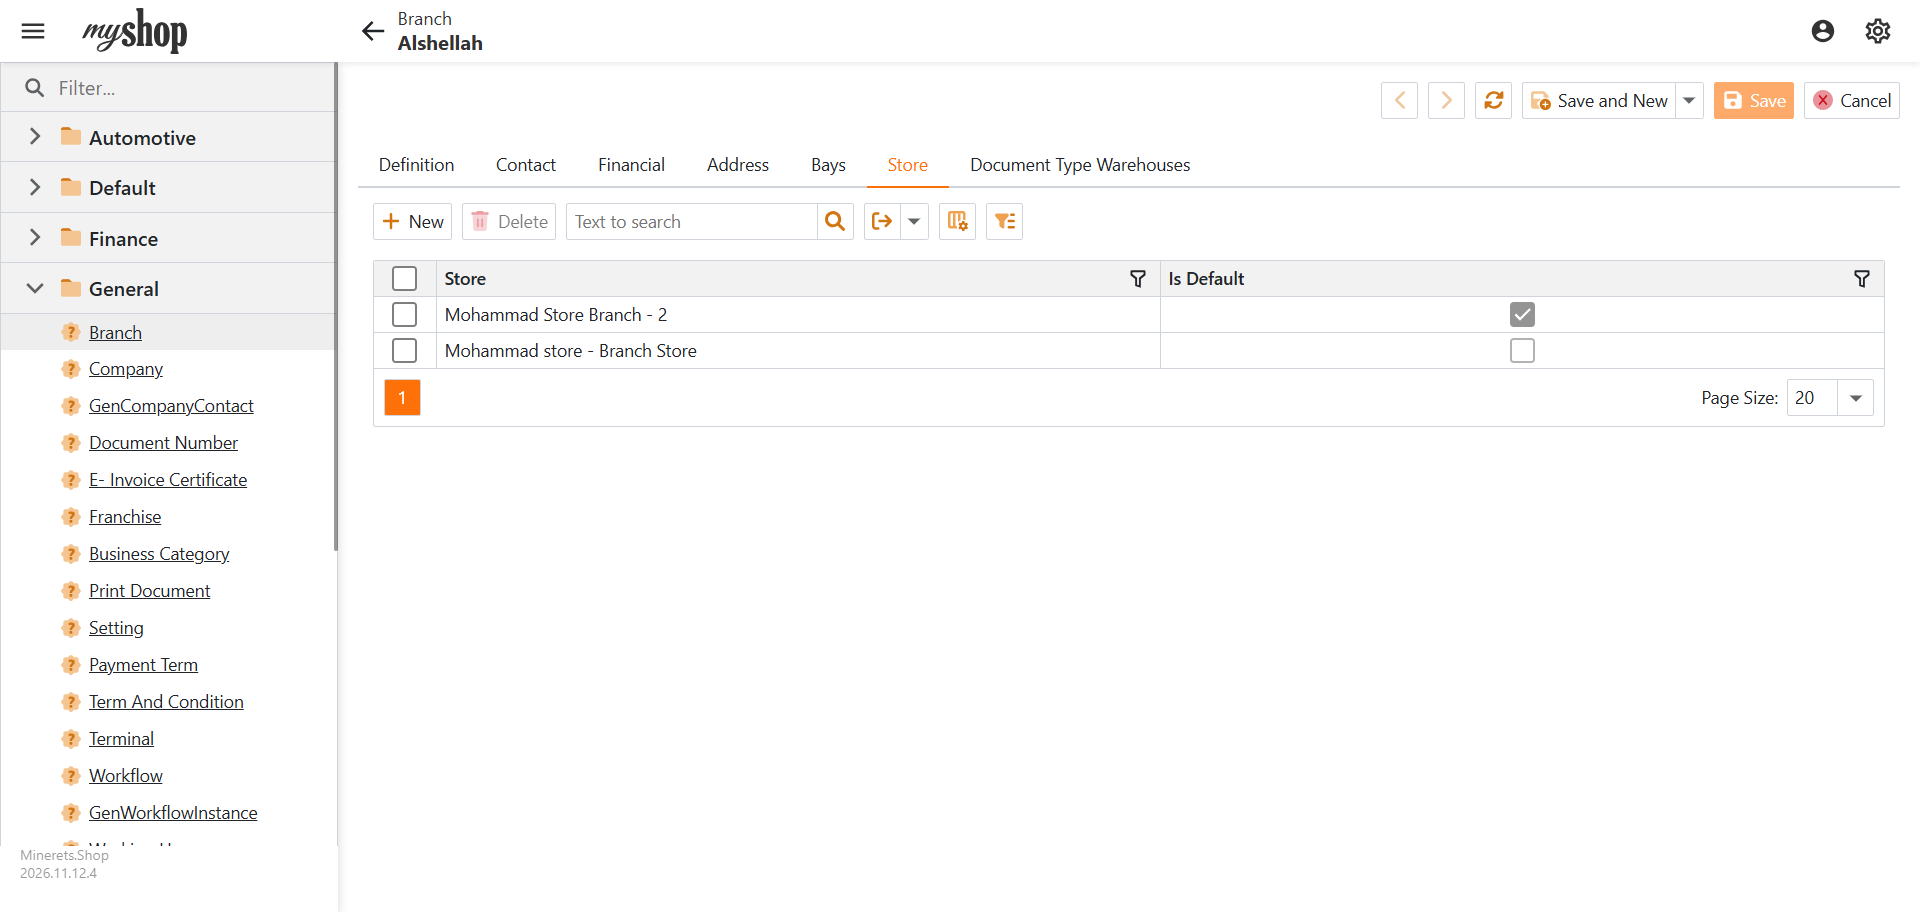 myshop
Branch
Alshellah
Filter...
Automotive
Default
Finance
General
Branch
Company
GenCompanyContact
Document Number
E- Invoice Certificate
Franchise
Business Category
Print Document
Setting
Payment Term
Term And Condition
Terminal
Workflow
GenWorkflowInstance
Minerets.Shop
2026.11.12.4
Save and New
Save
Cancel
Definition
Contact
Financial
Address
Bays
Store
Document Type Warehouses
New
Delete
Text to search
Store
Is Default
Mohammad Store Branch - 2
Mohammad store - Branch Store
1
Page Size:
20